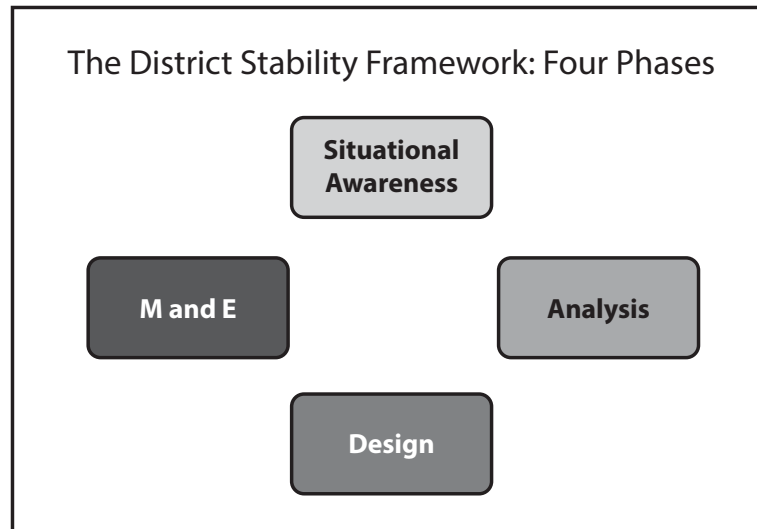 The District Stability Framework: Four Phases
Situational
Awareness
M and E
Analysis
Design